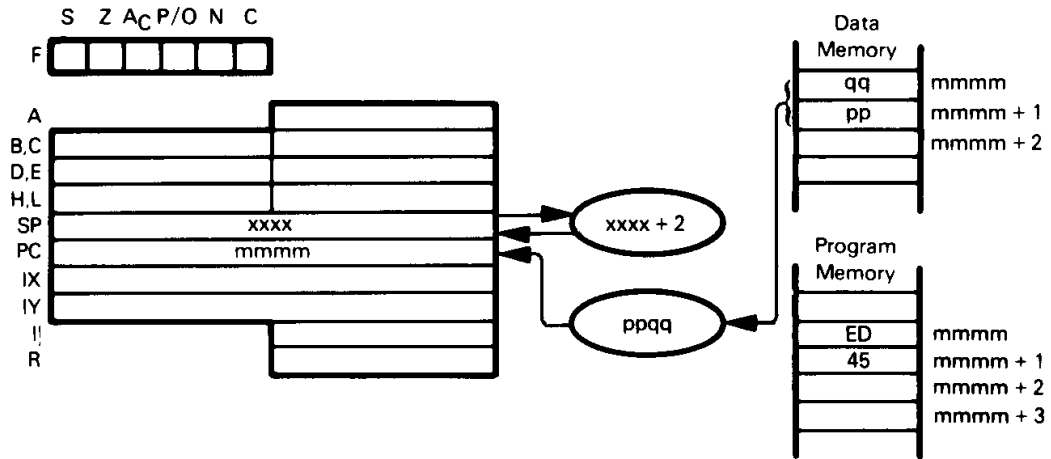 S Z AC P/O N C
F
A
B,C
D,E
H,L
SP xxxx
PC mmmm
IX
IY
I
R
xxxx + 2
ppqq
Data
Memory
qq mmmm
pp mmmm + 1
mmmm + 2
Program
Memory
ED mmmm
45 mmmm + 1
mmmm + 2
mmmm + 3